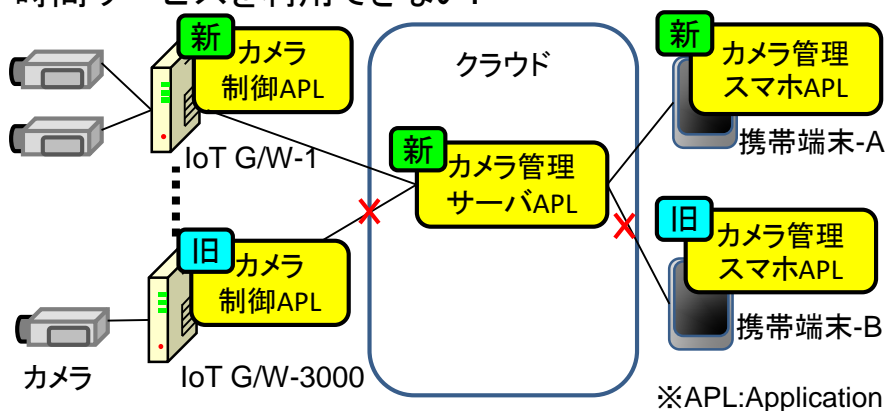 新
カメラ
制御APL
IoT G/W-1
旧
カメラ
制御APL
IoT G/W-3000
カメラ
クラウド
新
カメラ管理
サーバAPL
新
カメラ管理
スマホAPL
携帯端末-A
旧
カメラ管理
スマホAPL
携帯端末-B
※APL:Application